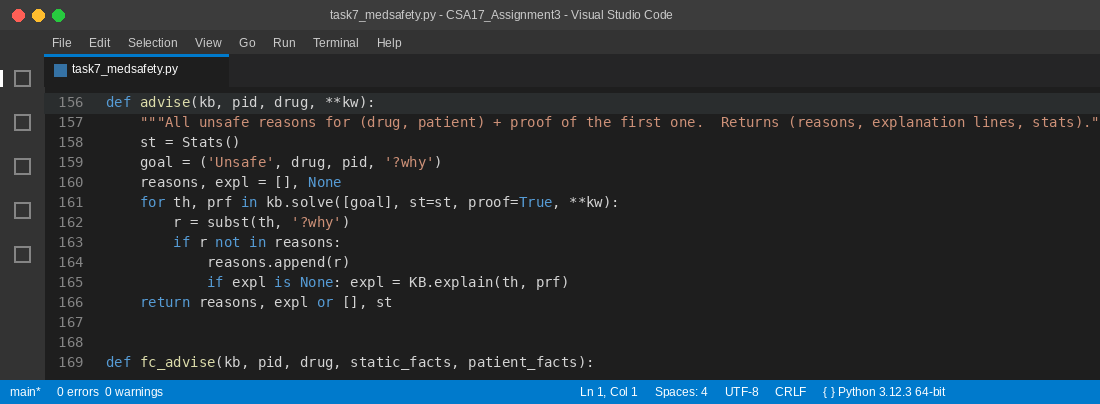 task7_medsafety.py - CSA17_Assignment3 - Visual Studio Code
File Edit Selection View Go Run Terminal Help
task7_medsafety.py
156 def advise(kb, pid, drug, **kw):
157     """All unsafe reasons for (drug, patient) + proof of the first one.  Returns (reasons, explanation lines, stats)."
158     st = Stats()
159     goal = ('Unsafe', drug, pid, '?why')
160     reasons, expl = [], None
161     for th, prf in kb.solve([goal], st=st, proof=True, **kw):
162         r = subst(th, '?why')
163         if r not in reasons:
164             reasons.append(r)
165             if expl is None: expl = KB.explain(th, prf)
166     return reasons, expl or [], st
167
168
169 def fc_advise(kb, pid, drug, static_facts, patient_facts):
main* 0 errors 0 warnings Ln 1, Col 1 Spaces: 4 UTF-8 CRLF { } Python 3.12.3 64-bit